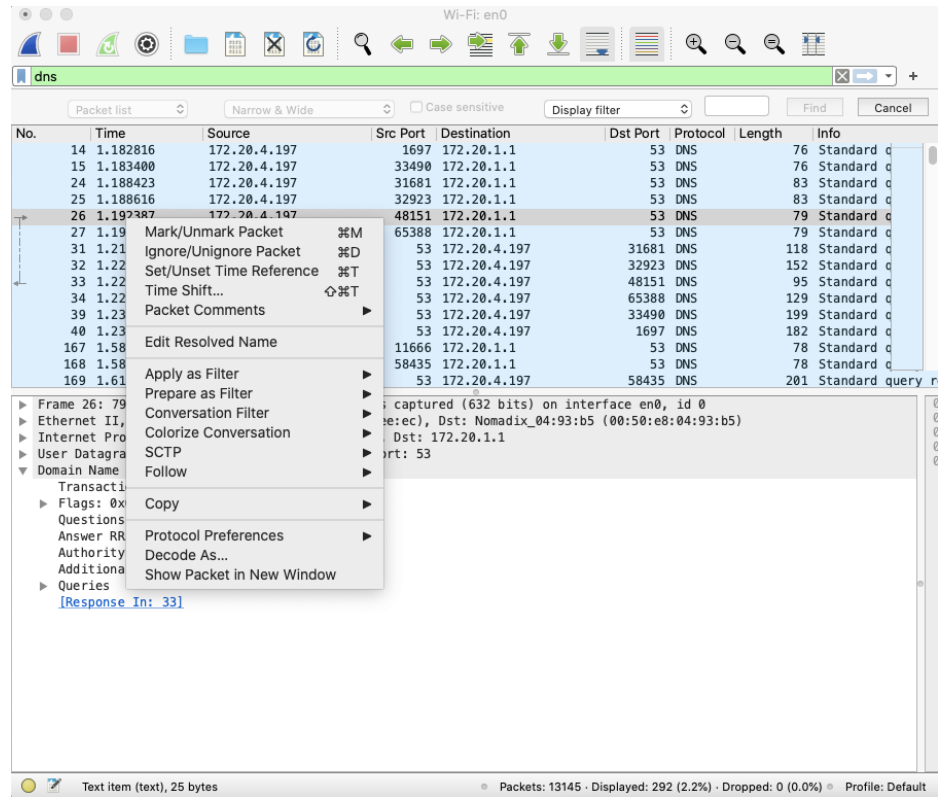 Wi-Fi: en0
dns
+
Packet list
Narrow & Wide
Case sensitive
Display filter
Find
Cancel
No. Time Source Src Port Destination Dst Port Protocol Length Info
14 1.182816 172.20.4.197 1697 172.20.1.1 53 DNS 76 Standard q
15 1.183400 172.20.4.197 33490 172.20.1.1 53 DNS 76 Standard q
24 1.188423 172.20.4.197 31681 172.20.1.1 53 DNS 83 Standard q
25 1.188616 172.20.4.197 32923 172.20.1.1 53 DNS 83 Standard q
26 1.192387 172.20.4.197 48151 172.20.1.1 53 DNS 79 Standard q
27 1.19 65388 172.20.1.1 53 DNS 79 Standard q
31 1.21 53 172.20.4.197 31681 DNS 118 Standard q
32 1.22 53 172.20.4.197 32923 DNS 152 Standard q
33 1.22 53 172.20.4.197 48151 DNS 95 Standard q
34 1.22 53 172.20.4.197 65388 DNS 129 Standard q
39 1.23 53 172.20.4.197 33490 DNS 199 Standard q
40 1.23 53 172.20.4.197 1697 DNS 182 Standard q
167 1.58 11666 172.20.1.1 53 DNS 78 Standard q
168 1.58 58435 172.20.1.1 53 DNS 78 Standard q
169 1.61 53 172.20.4.197 58435 DNS 201 Standard query r
Mark/Unmark Packet ⌘M
Ignore/Unignore Packet ⌘D
Set/Unset Time Reference ⌘T
Time Shift... ⇧⌘T
Packet Comments
Edit Resolved Name
Apply as Filter
Prepare as Filter
Conversation Filter
Colorize Conversation
SCTP
Follow
Copy
Protocol Preferences
Decode As...
Show Packet in New Window
Frame 26: 79 s captured (632 bits) on interface en0, id 0
Ethernet II, ee:ec), Dst: Nomadix_04:93:b5 (00:50:e8:04:93:b5)
Internet Pro Dst: 172.20.1.1
User Datagra ort: 53
Domain Name
Transacti
Flags: 0x
Questions
Answer RR
Authority
Additiona
Queries
[Response In: 33]
Text item (text), 25 bytes
Packets: 13145 · Displayed: 292 (2.2%) · Dropped: 0 (0.0%)
Profile: Default